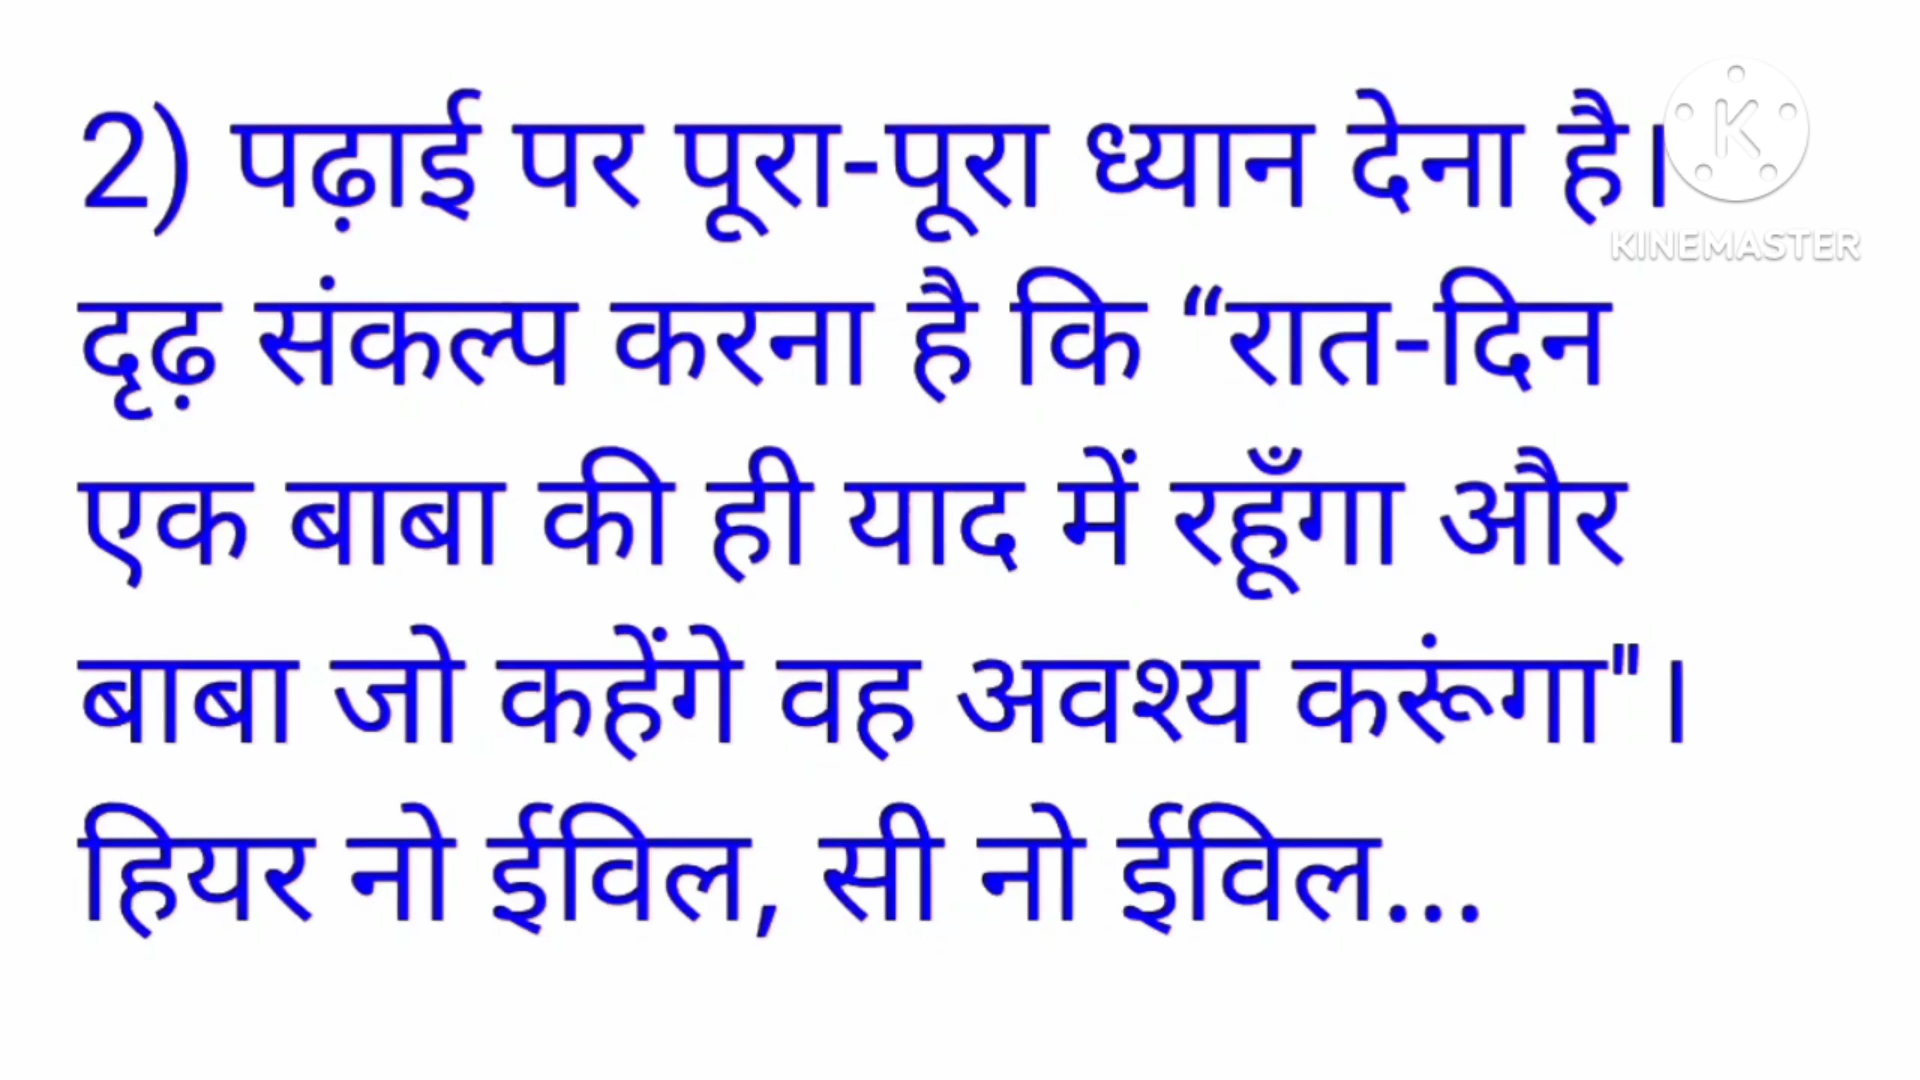 2) पढ़ाई पर पूरा-पूरा ध्यान देना है।
दृढ़ संकल्प करना है कि “रात-दिन
एक बाबा की ही याद में रहूँगा और
बाबा जो कहेंगे वह अवश्य करूंगा"।
हियर नो ईविल, सी नो ईविल...
K
KINEMASTER